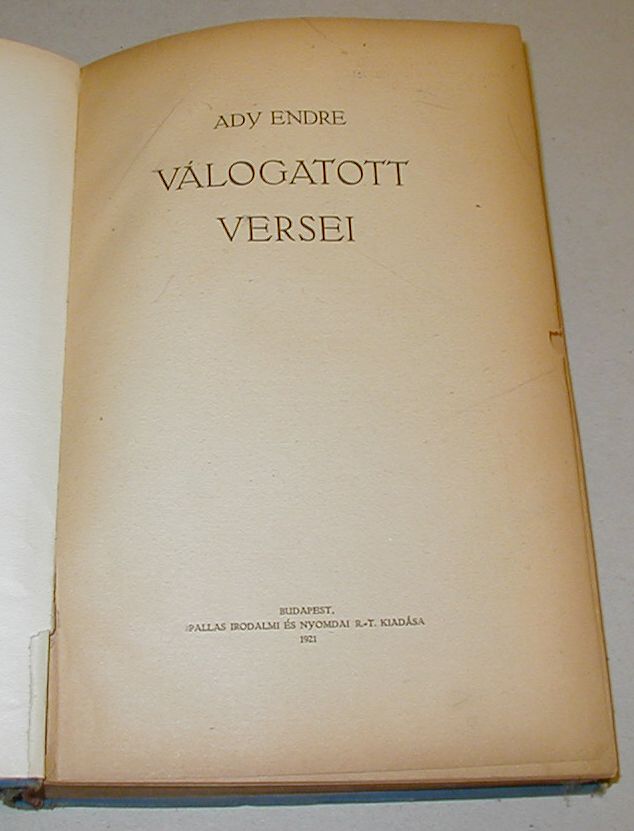 ADY ENDRE
VÁLOGATOTT
VERSEI
BUDAPEST,
PALLAS IRODALMI ÉS NYOMDAI R.-T. KIADÁSA
1921